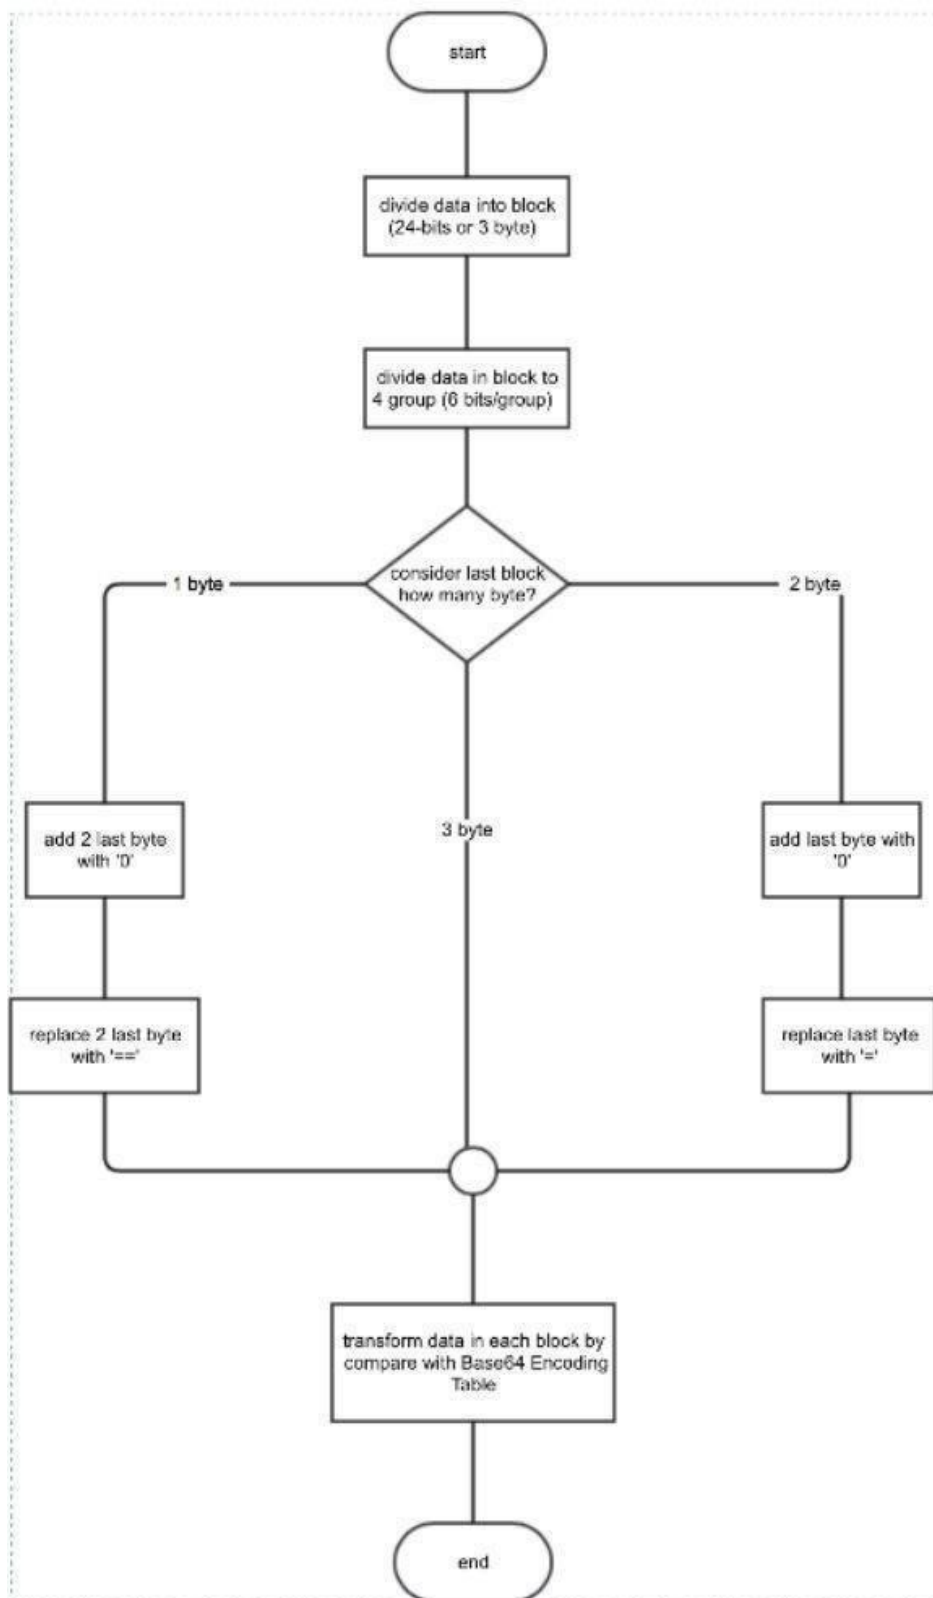 start
divide data into block
(24-bits or 3 byte)
divide data in block to
4 group (6 bits/group)
consider last block
how many byte?
1 byte
2 byte
3 byte
add 2 last byte
with '0'
add last byte with
'0'
replace 2 last byte
with '=='
replace last byte
with '='
transform data in each block by
compare with Base64 Encoding
Table
end